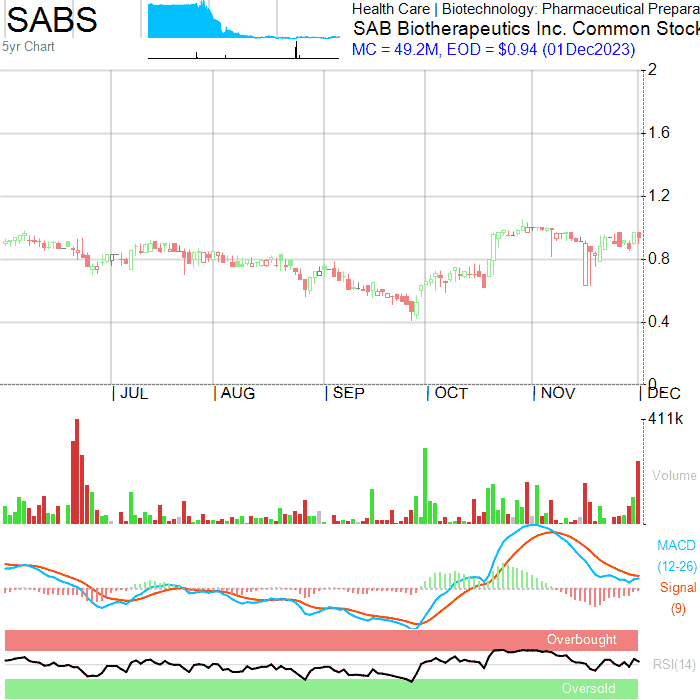 SABS
5yr Chart
Health Care | Biotechnology: Pharmaceutical Prepara
SAB Biotherapeutics Inc. Common Stock
MC = 49.2M, EOD = $0.94 (01Dec2023)
2
1.6
1.2
0.8
0.4
0
JUL AUG SEP OCT NOV DEC
411k
Volume
MACD
(12-26)
Signal
(9)
Overbought
RSI(14)
Oversold